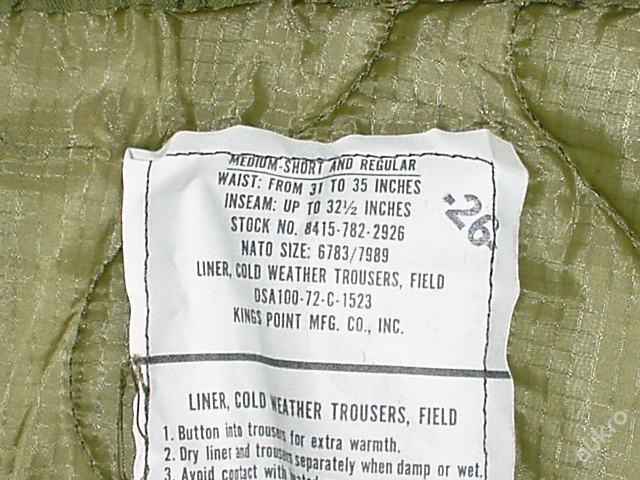 MEDIUM-SHORT AND REGULAR
WAIST: FROM 31 TO 35 INCHES
INSEAM: UP TO 32½ INCHES
STOCK NO. 8415-782-2926
NATO SIZE: 6783/7989
LINER, COLD WEATHER TROUSERS, FIELD
DSA100-72-C-1523
KINGS POINT MFG. CO., INC.
26
LINER, COLD WEATHER TROUSERS, FIELD
1. Button into trousers for extra warmth.
2. Dry liner and trousers separately when damp or wet.
3. Avoid contact with